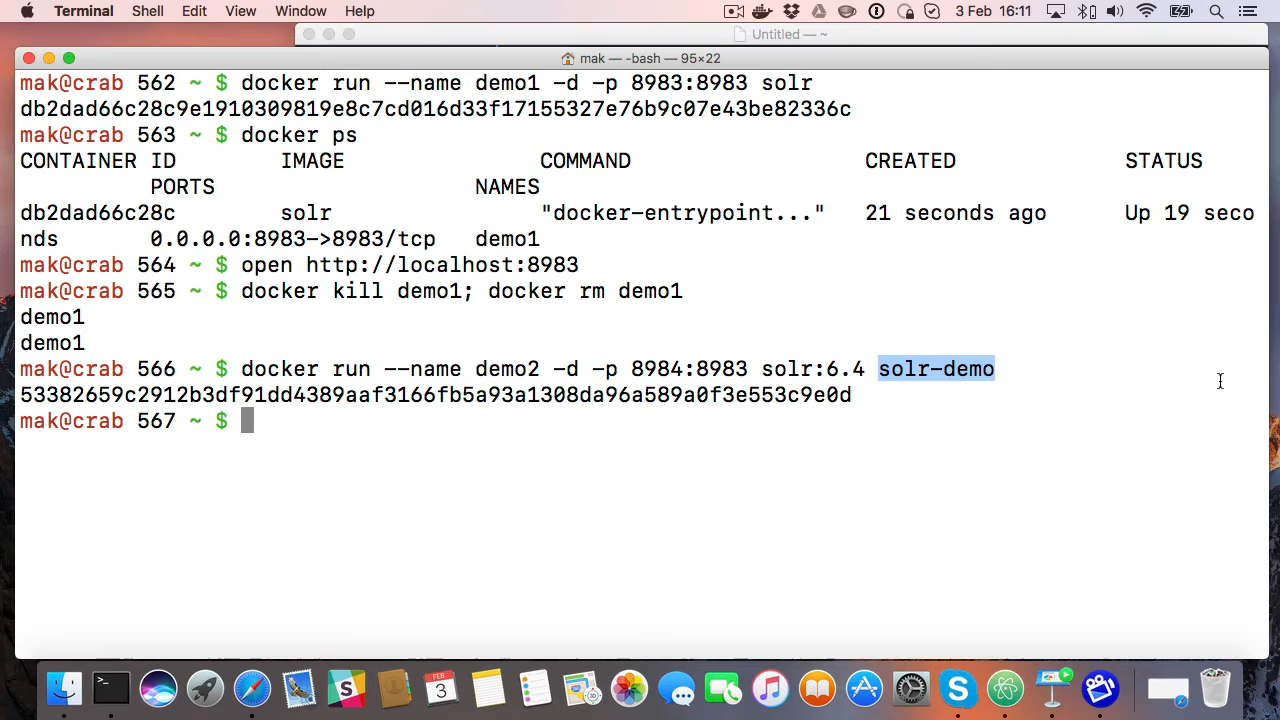 Terminal Shell Edit View Window Help 3 Feb 16:11
Untitled — ~
mak — -bash — 95×22
mak@crab 562 ~ $ docker run --name demo1 -d -p 8983:8983 solr
db2dad66c28c9e1910309819e8c7cd016d33f17155327e76b9c07e43be82336c
mak@crab 563 ~ $ docker ps
CONTAINER ID        IMAGE               COMMAND                  CREATED             STATUS
          PORTS                    NAMES
db2dad66c28c        solr                "docker-entrypoint..."   21 seconds ago      Up 19 seco
nds       0.0.0.0:8983->8983/tcp   demo1
mak@crab 564 ~ $ open http://localhost:8983
mak@crab 565 ~ $ docker kill demo1; docker rm demo1
demo1
demo1
mak@crab 566 ~ $ docker run --name demo2 -d -p 8984:8983 solr:6.4 solr-demo
53382659c2912b3df91dd4389aaf3166fb5a93a1308da96a589a0f3e553c9e0d
mak@crab 567 ~ $
FEB
3